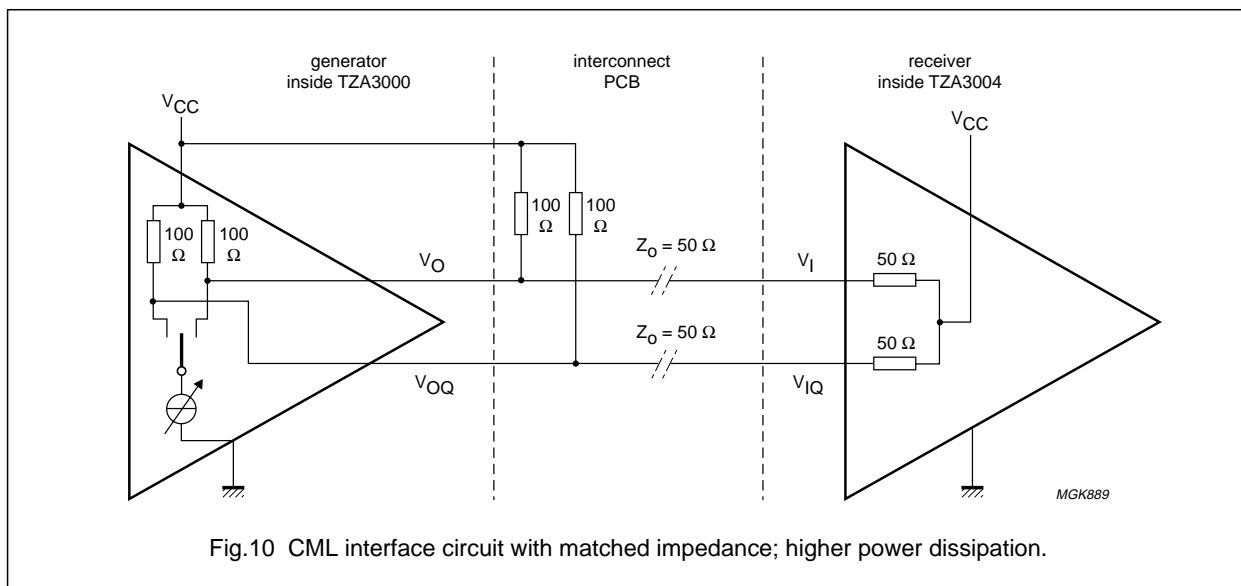 generator
inside TZA3000
interconnect
PCB
receiver
inside TZA3004
VCC
VCC
100
Ω
100
Ω
100
Ω
100
Ω
Zo = 50 Ω
VO
VI
50 Ω
Zo = 50 Ω
50 Ω
VOQ
VIQ
MGK889
Fig.10 CML interface circuit with matched impedance; higher power dissipation.